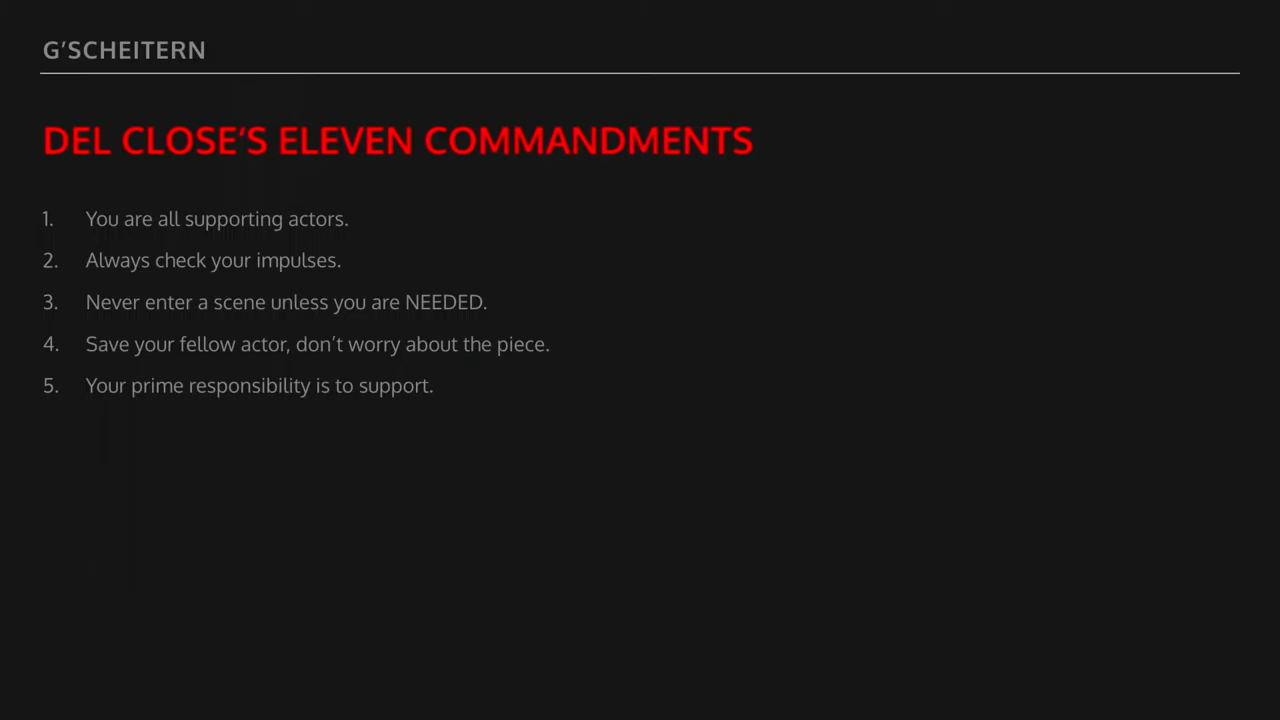 G’SCHEITERN
DEL CLOSE‘S ELEVEN COMMANDMENTS
1. You are all supporting actors.
2. Always check your impulses.
3. Never enter a scene unless you are NEEDED.
4. Save your fellow actor, don’t worry about the piece.
5. Your prime responsibility is to support.